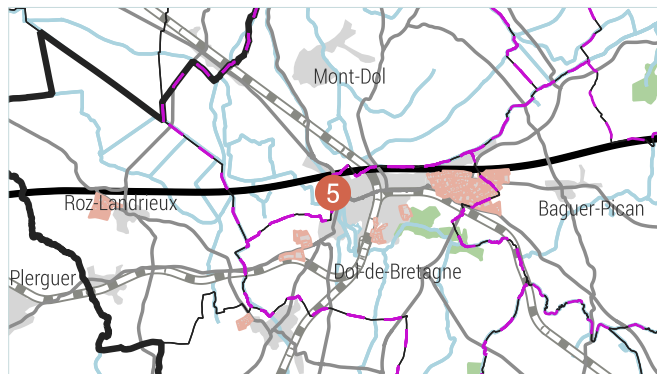 Mont-Dol
5
Roz-Landrieux
Baguer-Pican
Plerguer
Dol-de-Bretagne